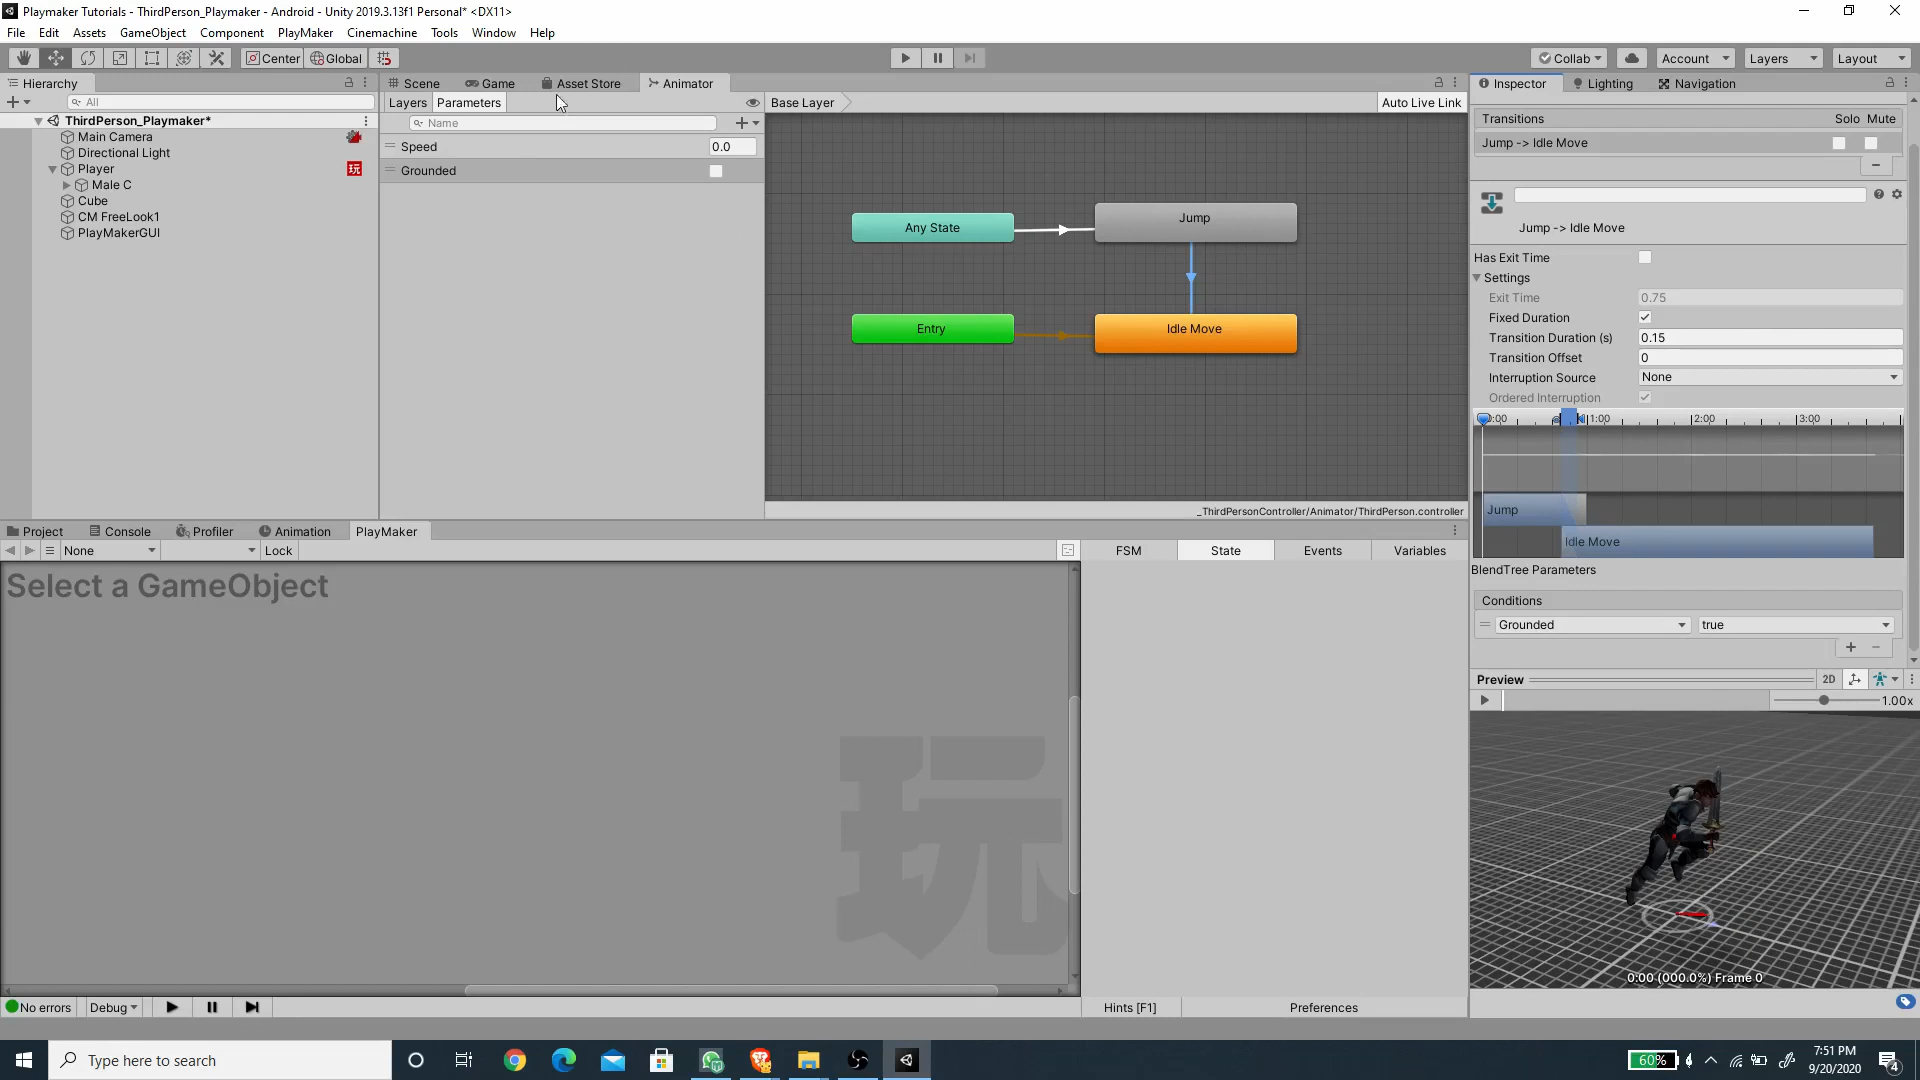 Playmaker Tutorials - ThirdPerson_Playmaker - Android - Unity 2019.3.13f1 Personal* <DX11>
File Edit Assets GameObject Component PlayMaker Cinemachine Tools Window Help
Center Global Collab Account Layers Layout
Hierarchy
All
ThirdPerson_Playmaker*
Main Camera
Directional Light
Player 玩
Male C
Cube
CM FreeLook1
PlayMakerGUI
Scene Game Asset Store Animator
Layers Parameters Base Layer Auto Live Link
Name
Speed 0.0
Grounded
Any State
Jump
Entry
Idle Move
_ThirdPersonController/Animator/ThirdPerson.controller
Inspector Lighting Navigation
Transitions Solo Mute
Jump -> Idle Move
Jump -> Idle Move
Has Exit Time
Settings
Exit Time 0.75
Fixed Duration
Transition Duration (s) 0.15
Transition Offset 0
Interruption Source None
Ordered Interruption
0:00 1:00 2:00 3:00
Jump
Idle Move
BlendTree Parameters
Conditions
Grounded true
Preview 2D
1.00x
0:00 (000.0%) Frame 0
Project Console Profiler Animation PlayMaker
None Lock FSM State Events Variables
Select a GameObject
玩
No errors Debug Hints [F1] Preferences
Type here to search
60% 7:51 PM
9/20/2020 4